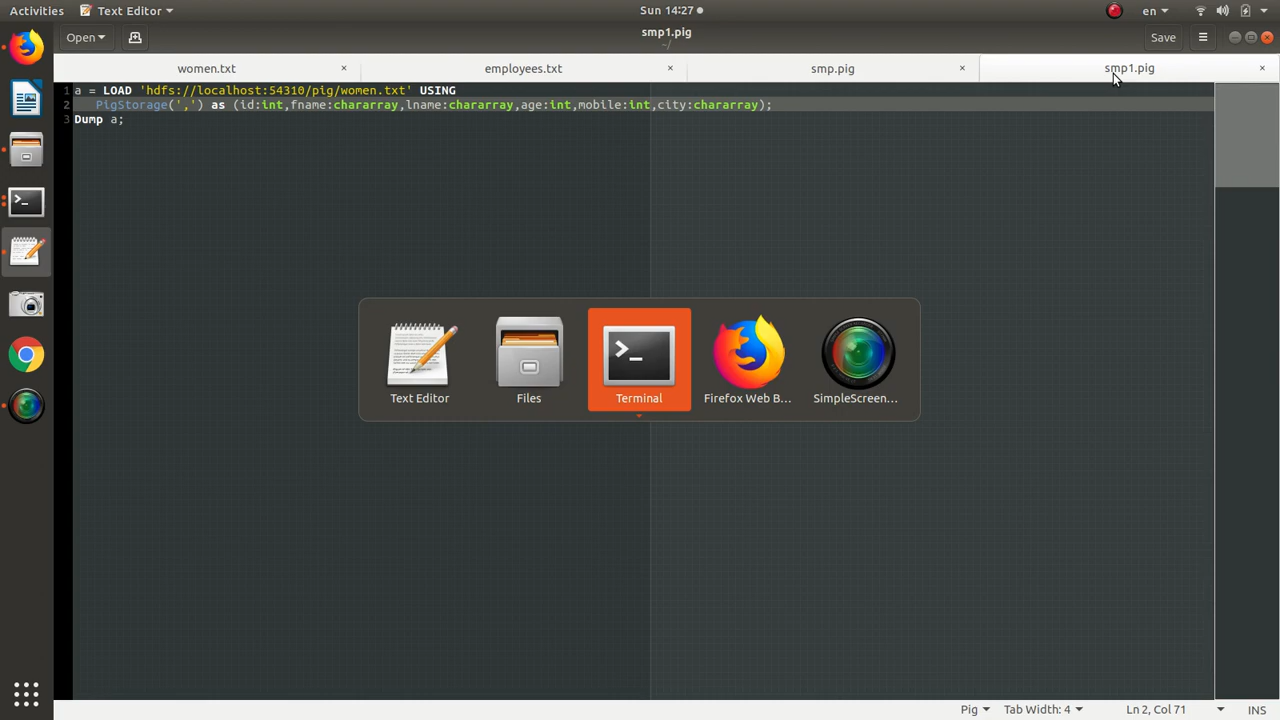 Activities Text Editor Sun 14:27 en
Open smp1.pig Save
~/
women.txt employees.txt smp.pig smp1.pig
1 a = LOAD 'hdfs://localhost:54310/pig/women.txt' USING
2 PigStorage(',') as (id:int,fname:chararray,lname:chararray,age:int,mobile:int,city:chararray);
3 Dump a;
Text Editor Files Terminal Firefox Web B... SimpleScreen...
Pig Tab Width: 4 Ln 2, Col 71 INS